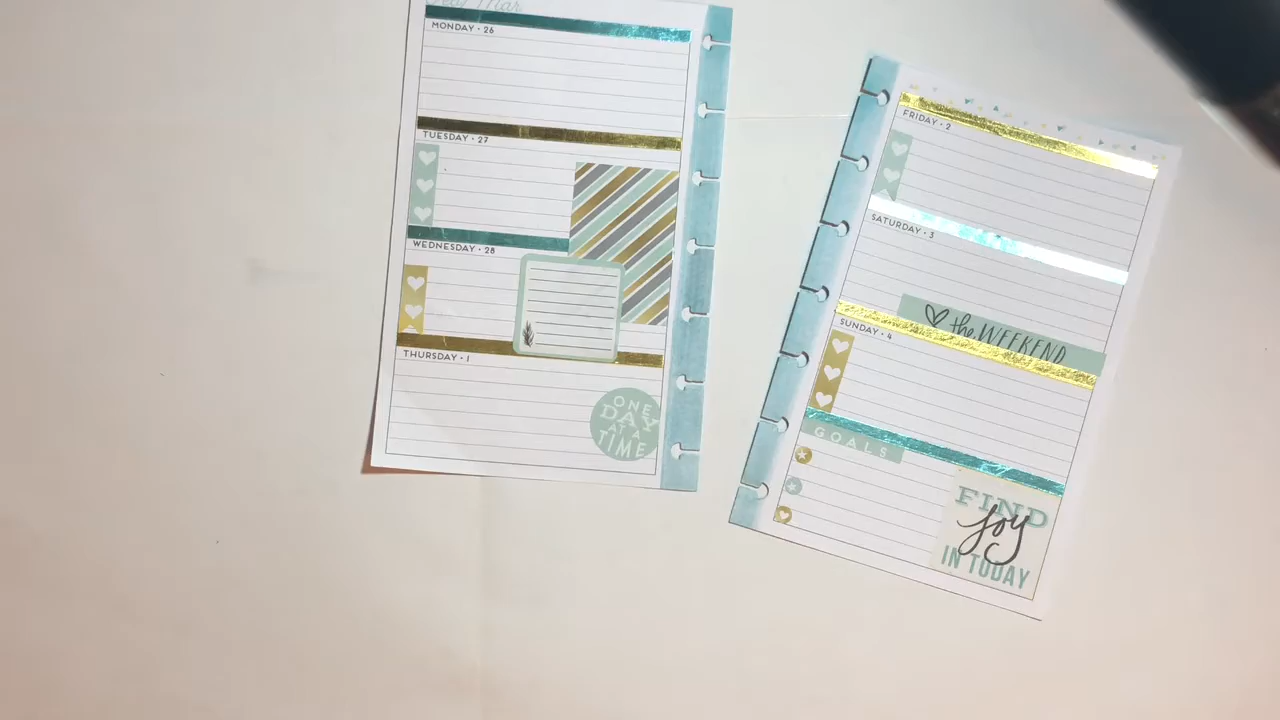 Mar
MONDAY • 26
TUESDAY • 27
WEDNESDAY • 28
THURSDAY • 1
ONE
DAY
AT A
TIME
FRIDAY • 2
SATURDAY • 3
the WEEKEND
SUNDAY • 4
GOALS
FIND
Joy
IN TODAY